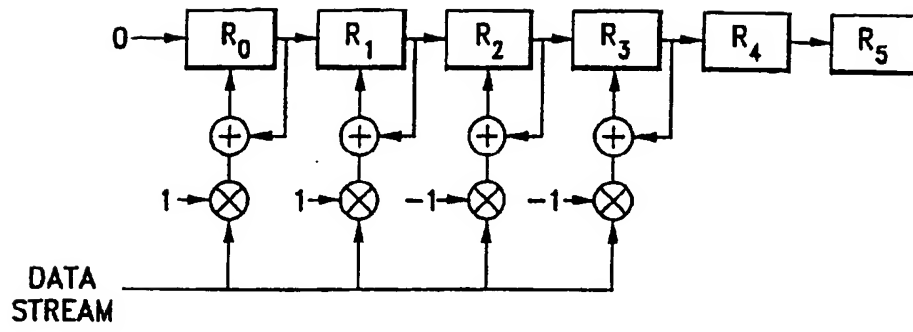 0 R0 R1 R2 R3 R4 R5
+ + + +
1 1 -1 -1
DATA
STREAM